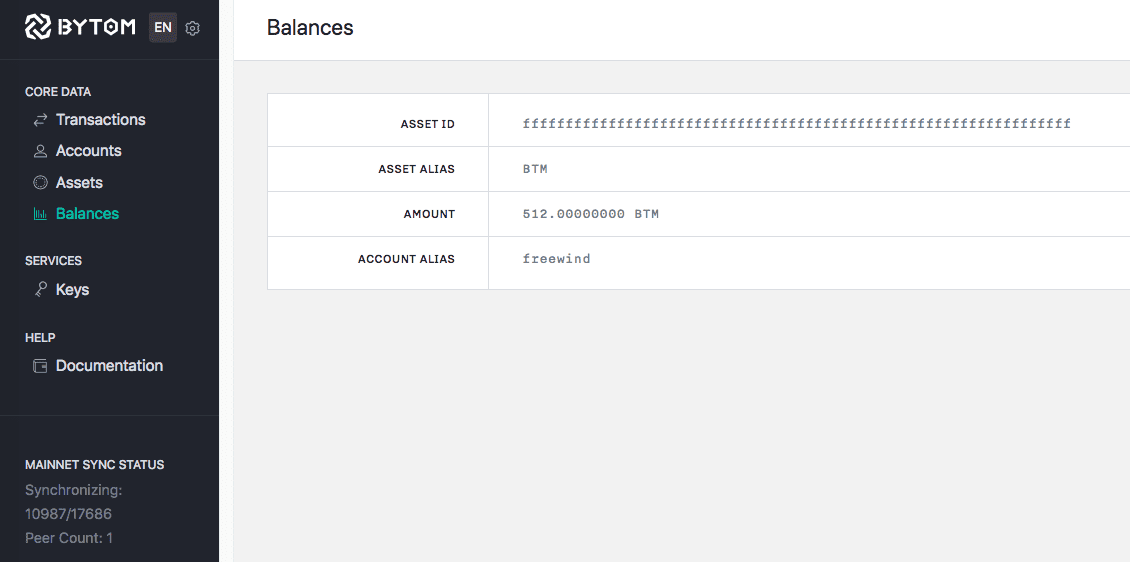 BYTOM EN
Balances
CORE DATA
Transactions
Accounts
Assets
Balances
SERVICES
Keys
HELP
Documentation
MAINNET SYNC STATUS
Synchronizing:
10987/17686
Peer Count: 1
ASSET ID ffffffffffffffffffffffffffffffffffffffffffffffffffffffffffffffff
ASSET ALIAS BTM
AMOUNT 512.00000000 BTM
ACCOUNT ALIAS freewind